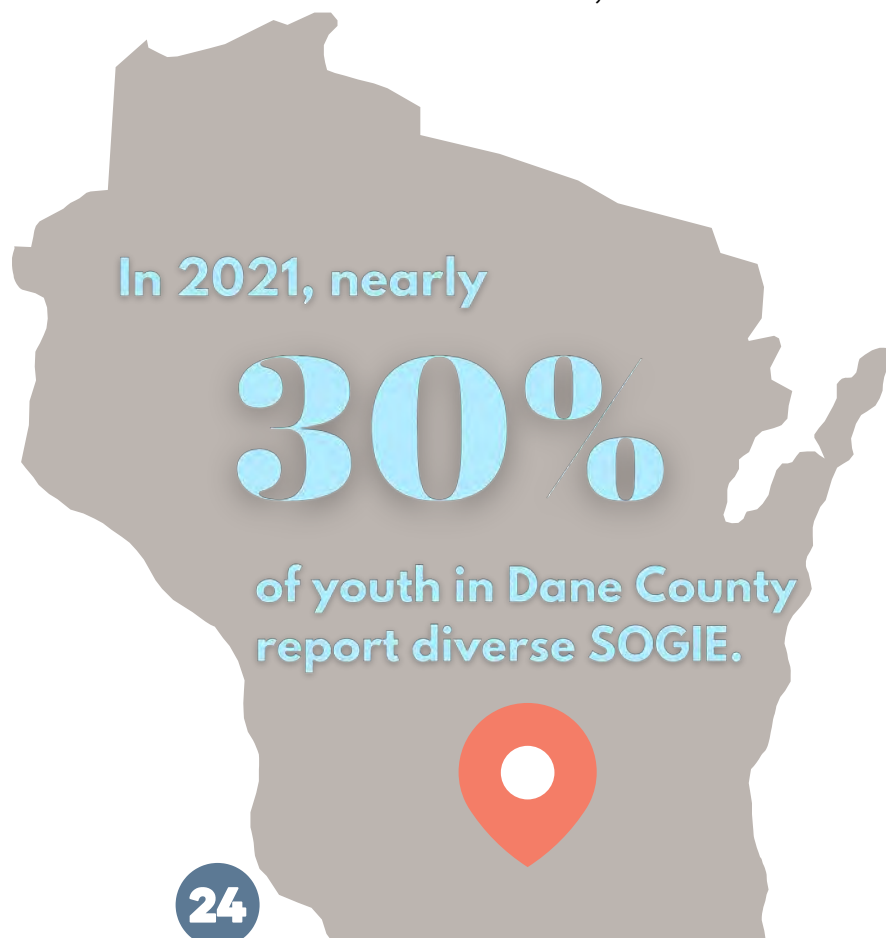 In 2021, nearly
30%
of youth in Dane County
report diverse SOGIE.
24